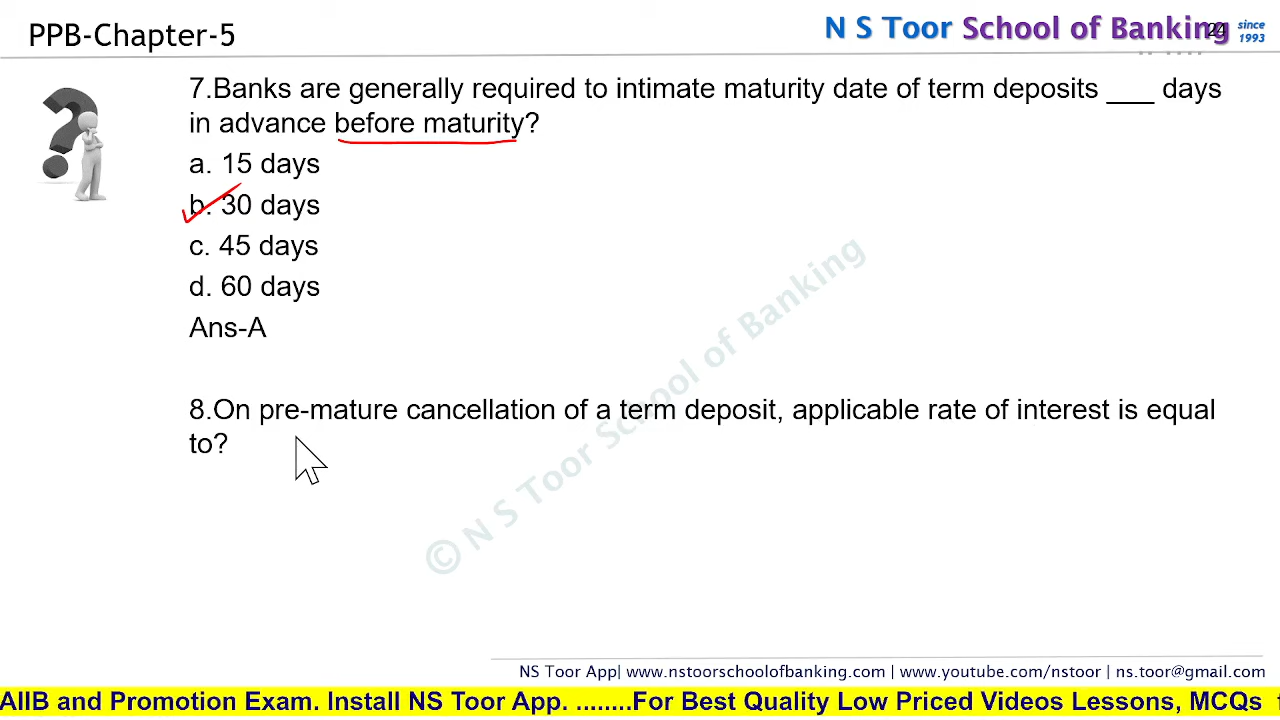 PPB-Chapter-5
N S Toor School of Banking since 1993
24
7.Banks are generally required to intimate maturity date of term deposits ___ days
in advance before maturity?
a. 15 days
b. 30 days
c. 45 days
d. 60 days
Ans-A
8.On pre-mature cancellation of a term deposit, applicable rate of interest is equal
to?
© N S Toor School of Banking
NS Toor App| www.nstoorschoolofbanking.com | www.youtube.com/nstoor | ns.toor@gmail.com
AIIB and Promotion Exam. Install NS Toor App. ........For Best Quality Low Priced Videos Lessons, MCQs